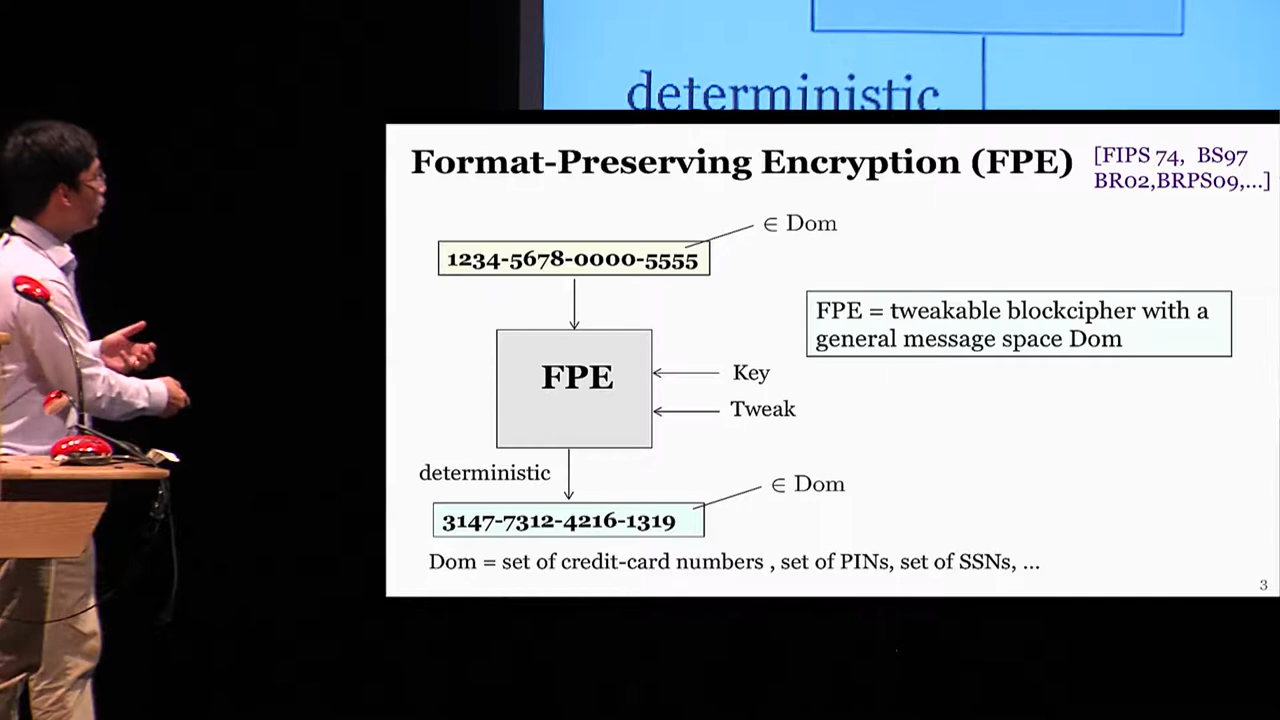 deterministic
Format-Preserving Encryption (FPE)
[FIPS 74, BS97
BR02,BRPS09,...]
∈ Dom
1234-5678-0000-5555
FPE = tweakable blockcipher with a
general message space Dom
FPE
Key
Tweak
deterministic
∈ Dom
3147-7312-4216-1319
Dom = set of credit-card numbers , set of PINs, set of SSNs, ...
3